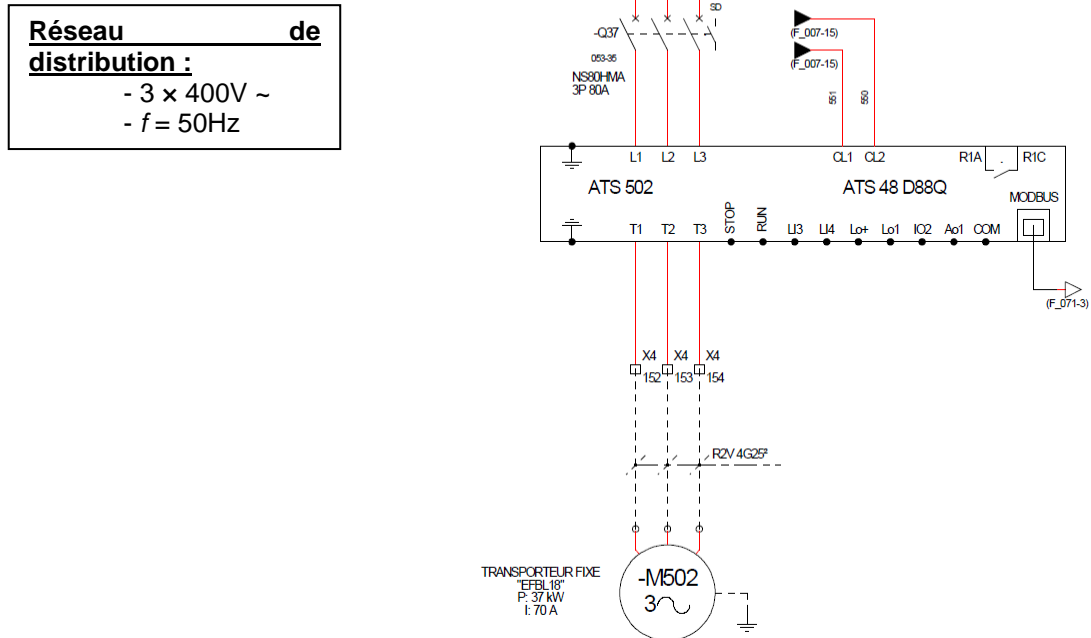 Réseau de
distribution :
- 3 × 400V ~
- f = 50Hz
SD
-Q37
053-35
NS80HMA
3P 80A
(F_007-15)
(F_007-15)
551
550
L1 L2 L3 CL1 CL2 R1A R1C
ATS 502 ATS 48 D88Q
MODBUS
T1 T2 T3 STOP RUN LI3 LI4 Lo+ Lo1 IO2 Ao1 COM
(F_071-3)
X4 X4 X4
152 153 154
R2V 4G25²
TRANSPORTEUR FIXE
"EFBL18"
P: 37 kW
I: 70 A
-M502
3